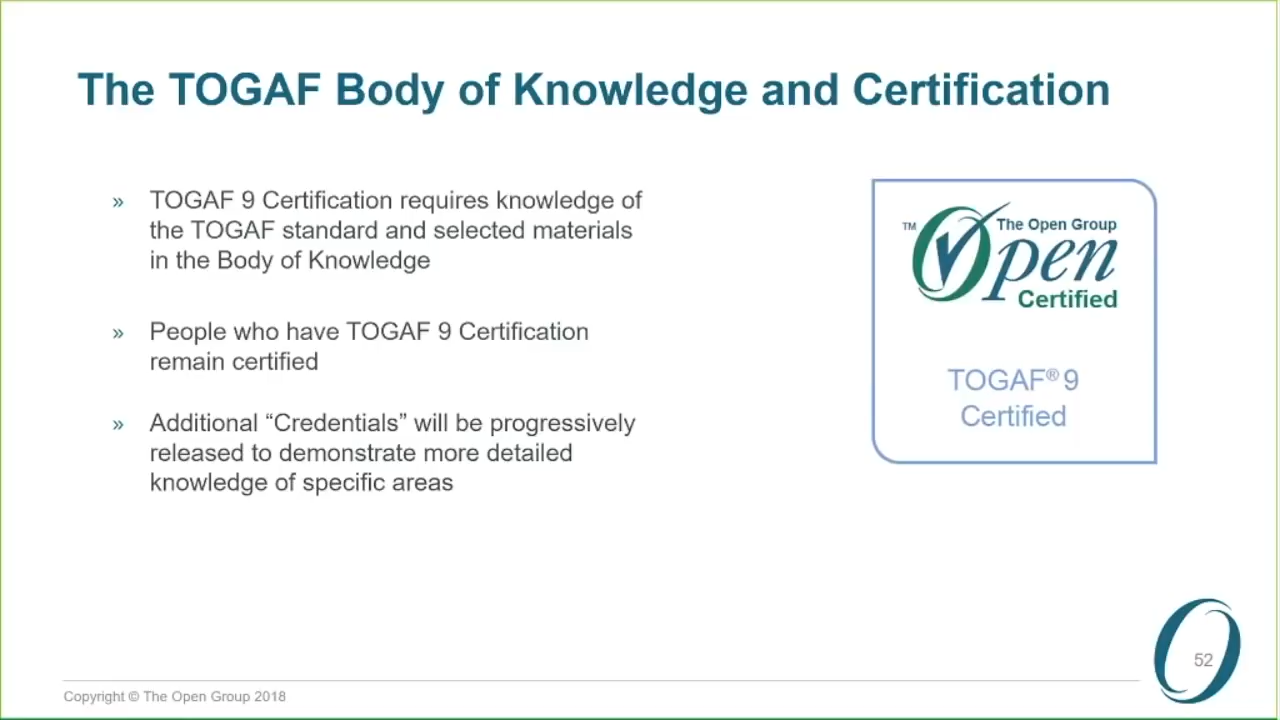 The TOGAF Body of Knowledge and Certification
» TOGAF 9 Certification requires knowledge of
the TOGAF standard and selected materials
in the Body of Knowledge
» People who have TOGAF 9 Certification
remain certified
» Additional “Credentials” will be progressively
released to demonstrate more detailed
knowledge of specific areas
™ The Open Group
Open
Certified
TOGAF® 9
Certified
52
Copyright © The Open Group 2018